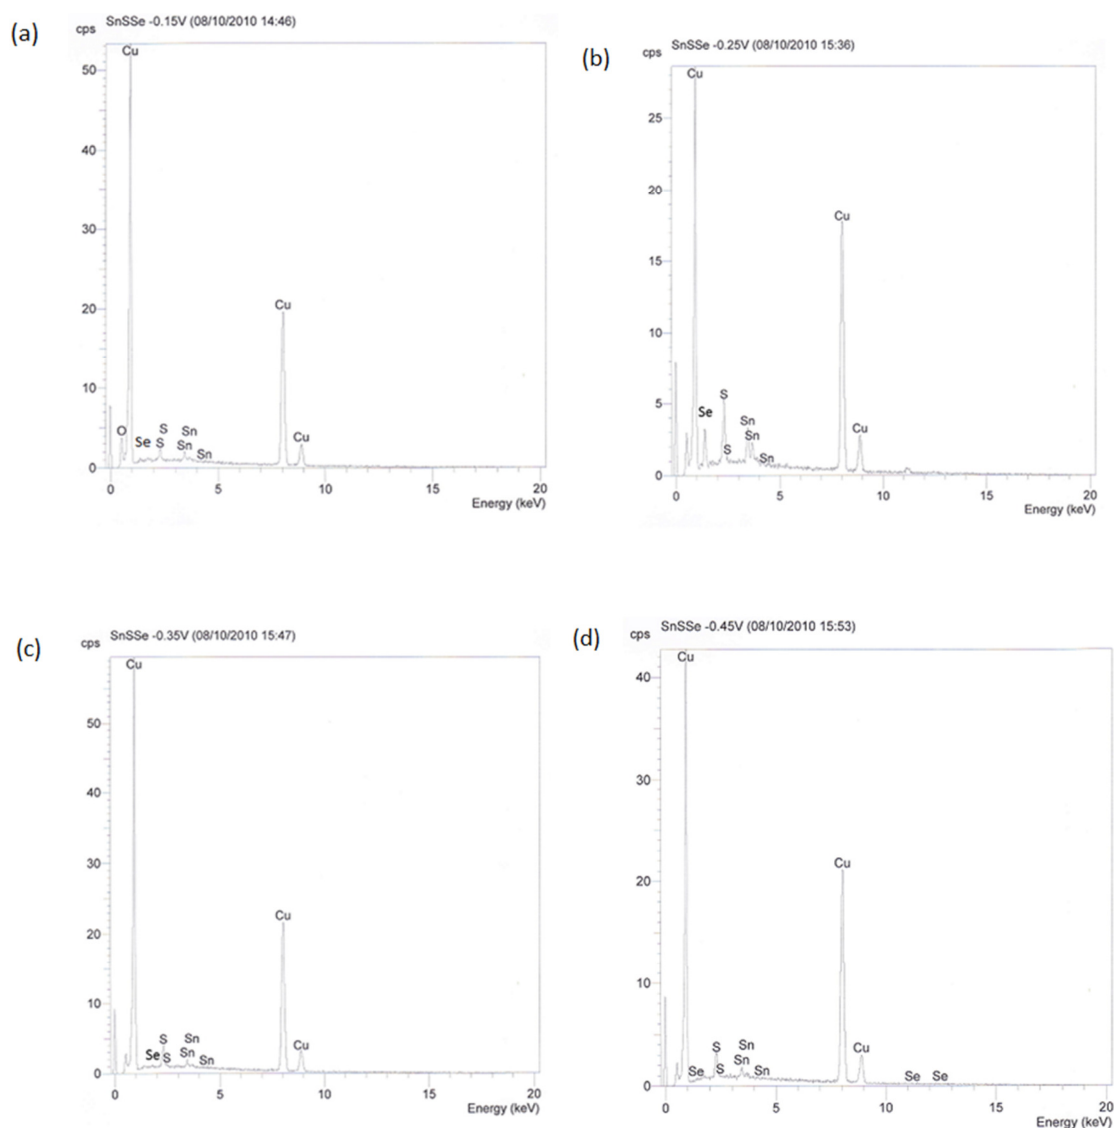 (a)
SnSSe -0.15V (08/10/2010 14:46)
cps
Cu
50
40
30
20
10
0
Cu
O
Se
S
S
Sn
Sn
Sn
Cu
0 5 10 15 20
Energy (keV)
(b)
SnSSe -0.25V (08/10/2010 15:36)
cps
Cu
25
20
15
10
5
0
Cu
Se
S
S
Sn
Sn
Sn
Cu
0 5 10 15 20
Energy (keV)
(c)
SnSSe -0.35V (08/10/2010 15:47)
cps
Cu
50
40
30
20
10
0
Cu
Se
S
S
Sn
Sn
Sn
Cu
0 5 10 15 20
Energy (keV)
(d)
SnSSe -0.45V (08/10/2010 15:53)
cps
Cu
40
30
20
10
0
Cu
Se
S
S
Sn
Sn
Sn
Cu
Se Se
0 5 10 15 20
Energy (keV)